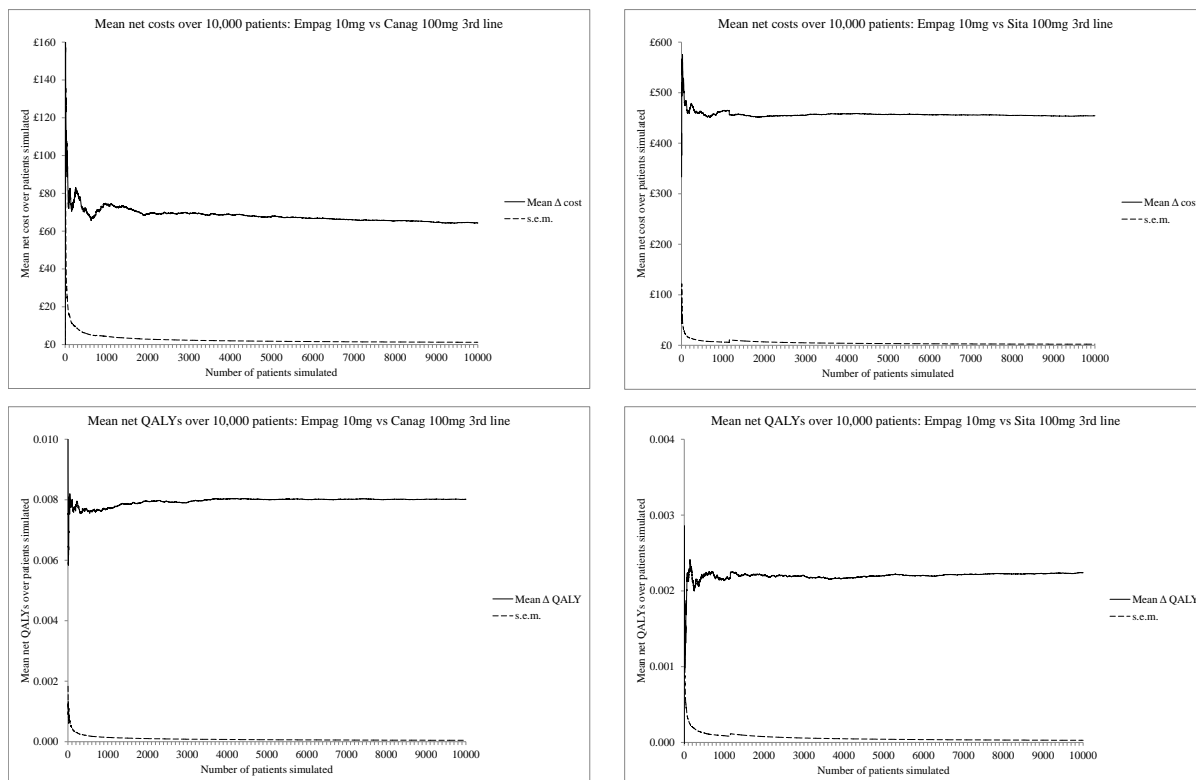 Mean net costs over 10,000 patients: Empag 10mg vs Canag 100mg 3rd line
£160
£140
£120
£100
£80
£60
£40
£20
£0
Mean net cost over patients simulated
0 1000 2000 3000 4000 5000 6000 7000 8000 9000 10000
Number of patients simulated
Mean Δ cost
s.e.m.
Mean net costs over 10,000 patients: Empag 10mg vs Sita 100mg 3rd line
£600
£500
£400
£300
£200
£100
£0
Mean net cost over patients simulated
0 1000 2000 3000 4000 5000 6000 7000 8000 9000 10000
Number of patients simulated
Mean Δ cost
s.e.m.
Mean net QALYs over 10,000 patients: Empag 10mg vs Canag 100mg 3rd line
0.010
0.008
0.006
0.004
0.002
0.000
Mean net QALYs over patients simulated
0 1000 2000 3000 4000 5000 6000 7000 8000 9000 10000
Number of patients simulated
Mean Δ QALY
s.e.m.
Mean net QALYs over 10,000 patients: Empag 10mg vs Sita 100mg 3rd line
0.004
0.003
0.002
0.001
0.000
Mean net QALYs over patients simulated
0 1000 2000 3000 4000 5000 6000 7000 8000 9000 10000
Number of patients simulated
Mean Δ QALY
s.e.m.